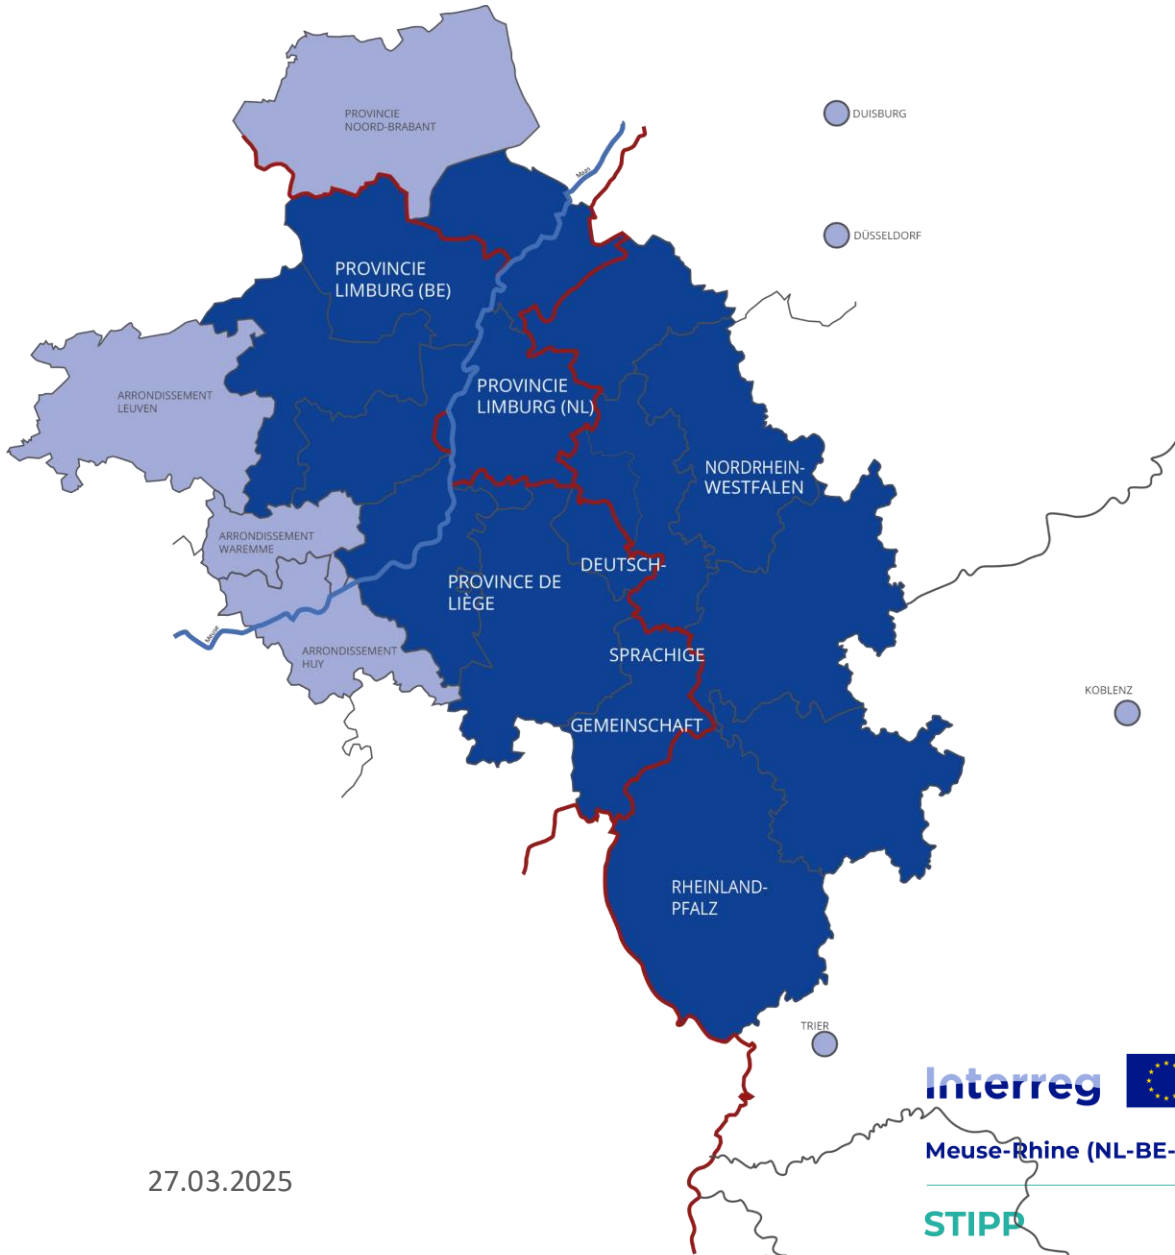 PROVINCIE
NOORD-BRABANT
DUISBURG
Maas
DÜSSELDORF
PROVINCIE
LIMBURG (BE)
PROVINCIE
LIMBURG (NL)
ARRONDISSEMENT
LEUVEN
NORDRHEIN-
WESTFALEN
ARRONDISSEMENT
WAREMME
DEUTSCH-
PROVINCE DE
LIÈGE
Meuse
ARRONDISSEMENT
HUY
SPRACHIGE
KOBLENZ
GEMEINSCHAFT
RHEINLAND-
PFALZ
TRIER
Interreg
Meuse-Rhine (NL-BE-
27.03.2025
STIPP